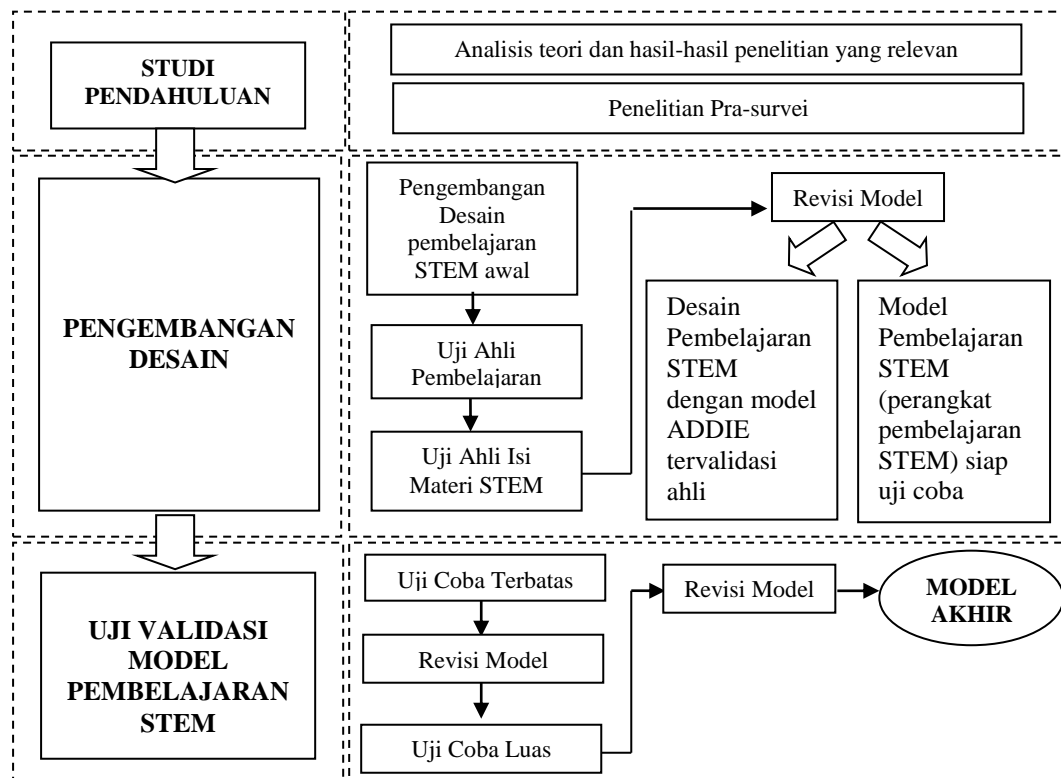 STUDI
PENDAHULUAN
Analisis teori dan hasil-hasil penelitian yang relevan
Penelitian Pra-survei
PENGEMBANGAN
DESAIN
Pengembangan
Desain
pembelajaran
STEM awal
Uji Ahli
Pembelajaran
Uji Ahli Isi
Materi STEM
Revisi Model
Desain
Pembelajaran
STEM
dengan model
ADDIE
tervalidasi
ahli
Model
Pembelajaran
STEM
(perangkat
pembelajaran
STEM) siap
uji coba
UJI VALIDASI
MODEL
PEMBELAJARAN
STEM
Uji Coba Terbatas
Revisi Model
Uji Coba Luas
Revisi Model
MODEL
AKHIR